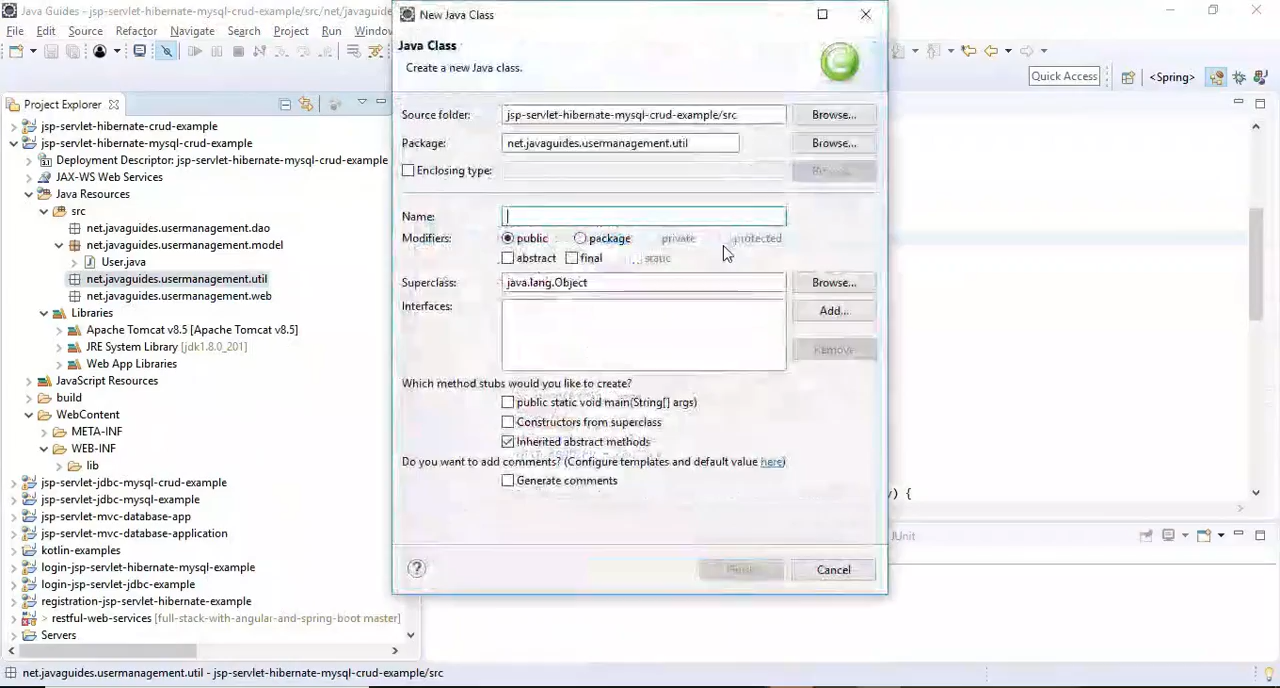 Java Guides - jsp-servlet-hibernate-mysql-crud-example/src/net/javaguide
File Edit Source Refactor Navigate Search Project Run Window
Quick Access
<Spring>
Project Explorer
jsp-servlet-hibernate-crud-example
jsp-servlet-hibernate-mysql-crud-example
Deployment Descriptor: jsp-servlet-hibernate-mysql-crud-example
JAX-WS Web Services
Java Resources
src
net.javaguides.usermanagement.dao
net.javaguides.usermanagement.model
User.java
net.javaguides.usermanagement.util
net.javaguides.usermanagement.web
Libraries
Apache Tomcat v8.5 [Apache Tomcat v8.5]
JRE System Library [jdk1.8.0_201]
Web App Libraries
JavaScript Resources
build
WebContent
META-INF
WEB-INF
lib
jsp-servlet-jdbc-mysql-crud-example
jsp-servlet-jdbc-mysql-example
jsp-servlet-mvc-database-app
jsp-servlet-mvc-database-application
kotlin-examples
login-jsp-servlet-hibernate-mysql-example
login-jsp-servlet-jdbc-example
registration-jsp-servlet-hibernate-example
> restful-web-services [full-stack-with-angular-and-spring-boot master]
Servers
New Java Class
Java Class
Create a new Java class.
Source folder: jsp-servlet-hibernate-mysql-crud-example/src Browse...
Package: net.javaguides.usermanagement.util Browse...
Enclosing type:
Name:
Modifiers: public package private protected
abstract final static
Superclass: java.lang.Object Browse...
Interfaces: Add...
Remove
Which method stubs would you like to create?
public static void main(String[] args)
Constructors from superclass
Inherited abstract methods
Do you want to add comments? (Configure templates and default value here)
Generate comments
Cancel
) {
JUnit
net.javaguides.usermanagement.util - jsp-servlet-hibernate-mysql-crud-example/src